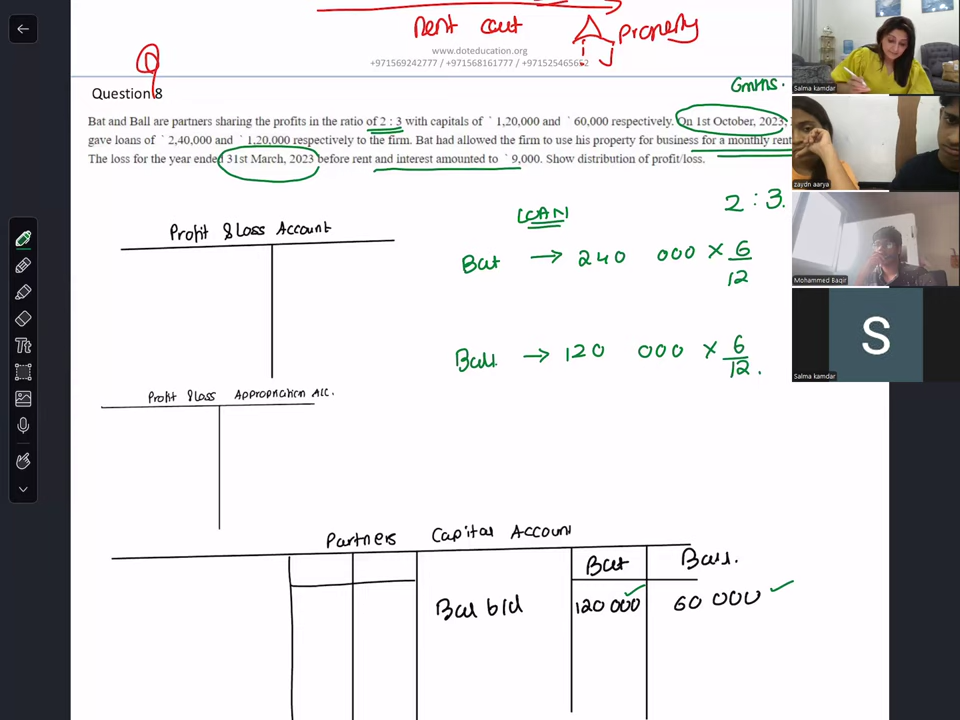 Rent out Property
www.doteducation.org
+971569242777 / +971568161777 / +971525465652
Q
Question 8
6mths.
Bat and Ball are partners sharing the profits in the ratio of 2 : 3 with capitals of ` 1,20,000 and ` 60,000 respectively. On 1st October, 2023,
gave loans of ` 2,40,000 and ` 1,20,000 respectively to the firm. Bat had allowed the firm to use his property for business for a monthly rent
The loss for the year ended 31st March, 2023 before rent and interest amounted to ` 9,000. Show distribution of profit/loss.
2 : 3.
LOAN
Profit & Loss Account
Bat → 240 000 × 6/12
Ball → 120 000 × 6/12.
Profit & Loss Appropriation Acc.
Partners Capital Account
Bat Ball.
Bal b/d 120 000 60 000
Salma kamdar
zaydn aarya
Mohammed Baqir
S
Salma kamdar
Tt